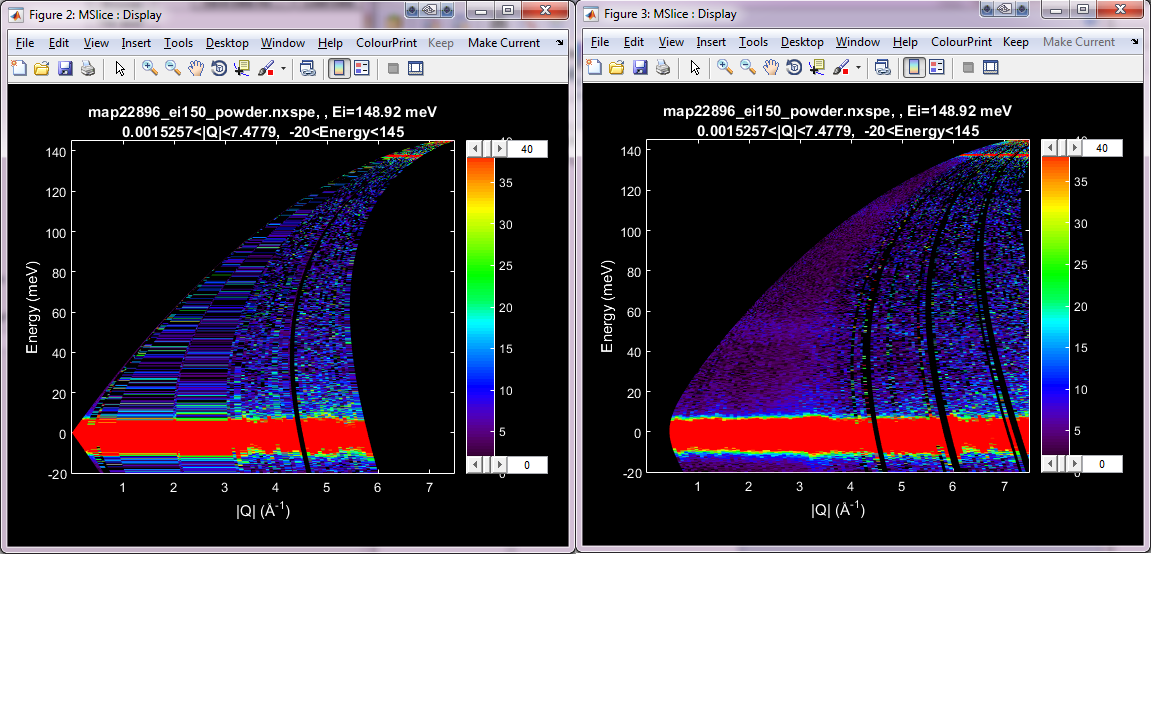 Figure 2: MSlice : Display
File Edit View Insert Tools Desktop Window Help ColourPrint Keep Make Current
map22896_ei150_powder.nxspe, , Ei=148.92 meV
0.0015257<|Q|<7.4779, -20<Energy<145
140
120
100
80
60
40
20
0
-20
Energy (meV)
1 2 3 4 5 6 7
|Q| (Å-1)
40
35
30
25
20
15
10
5
0
Figure 3: MSlice : Display
File Edit View Insert Tools Desktop Window Help ColourPrint Keep Make Current
map22896_ei150_powder.nxspe, , Ei=148.92 meV
0.0015257<|Q|<7.4779, -20<Energy<145
140
120
100
80
60
40
20
0
-20
Energy (meV)
1 2 3 4 5 6 7
|Q| (Å-1)
40
35
30
25
20
15
10
5
0